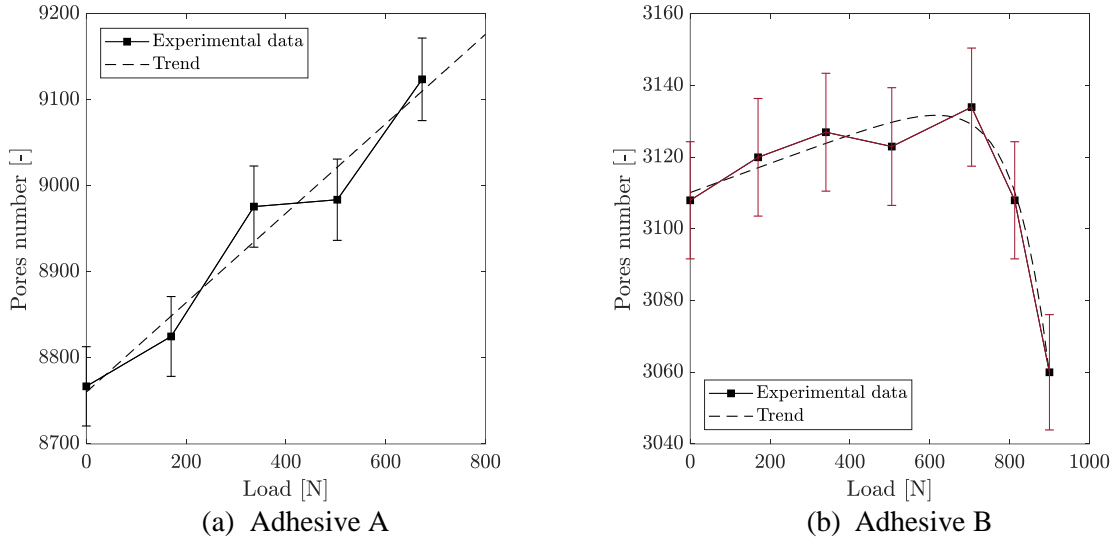 9200
9100
9000
8900
8800
8700
Pores number [-]
Experimental data
Trend
0
200
400
600
800
Load [N]
(a) Adhesive A
3160
3140
3120
3100
3080
3060
3040
Pores number [-]
Experimental data
Trend
0
200
400
600
800
1000
Load [N]
(b) Adhesive B